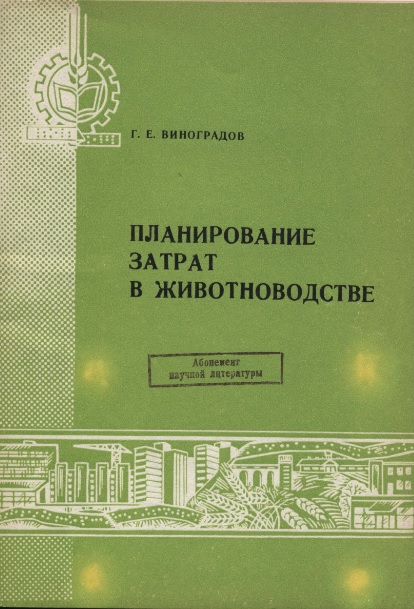 Г. Е. ВИНОГРАДОВ
ПЛАНИРОВАНИЕ
ЗАТРАТ
В ЖИВОТНОВОДСТВЕ
Абонемент
научной литературы